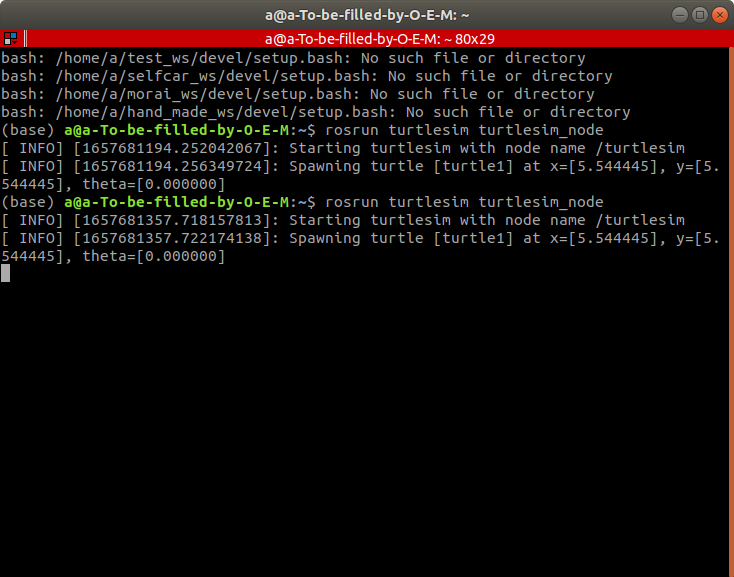 a@a-To-be-filled-by-O-E-M: ~
a@a-To-be-filled-by-O-E-M: ~ 80x29
bash: /home/a/test_ws/devel/setup.bash: No such file or directory
bash: /home/a/selfcar_ws/devel/setup.bash: No such file or directory
bash: /home/a/morai_ws/devel/setup.bash: No such file or directory
bash: /home/a/hand_made_ws/devel/setup.bash: No such file or directory
(base) a@a-To-be-filled-by-O-E-M:~$ rosrun turtlesim turtlesim_node
[ INFO] [1657681194.252042067]: Starting turtlesim with node name /turtlesim
[ INFO] [1657681194.256349724]: Spawning turtle [turtle1] at x=[5.544445], y=[5.
544445], theta=[0.000000]
(base) a@a-To-be-filled-by-O-E-M:~$ rosrun turtlesim turtlesim_node
[ INFO] [1657681357.718157813]: Starting turtlesim with node name /turtlesim
[ INFO] [1657681357.722174138]: Spawning turtle [turtle1] at x=[5.544445], y=[5.
544445], theta=[0.000000]